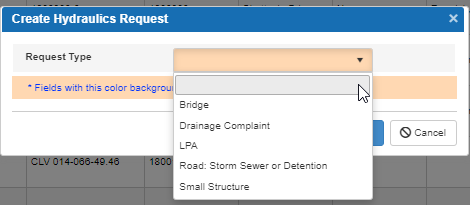 Create Hydraulics Request ×
Request Type
* Fields with this color backgrou
Bridge
Drainage Complaint
LPA
Road: Storm Sewer or Detention
Small Structure
Cancel
CLV 014-066-49.46 1800